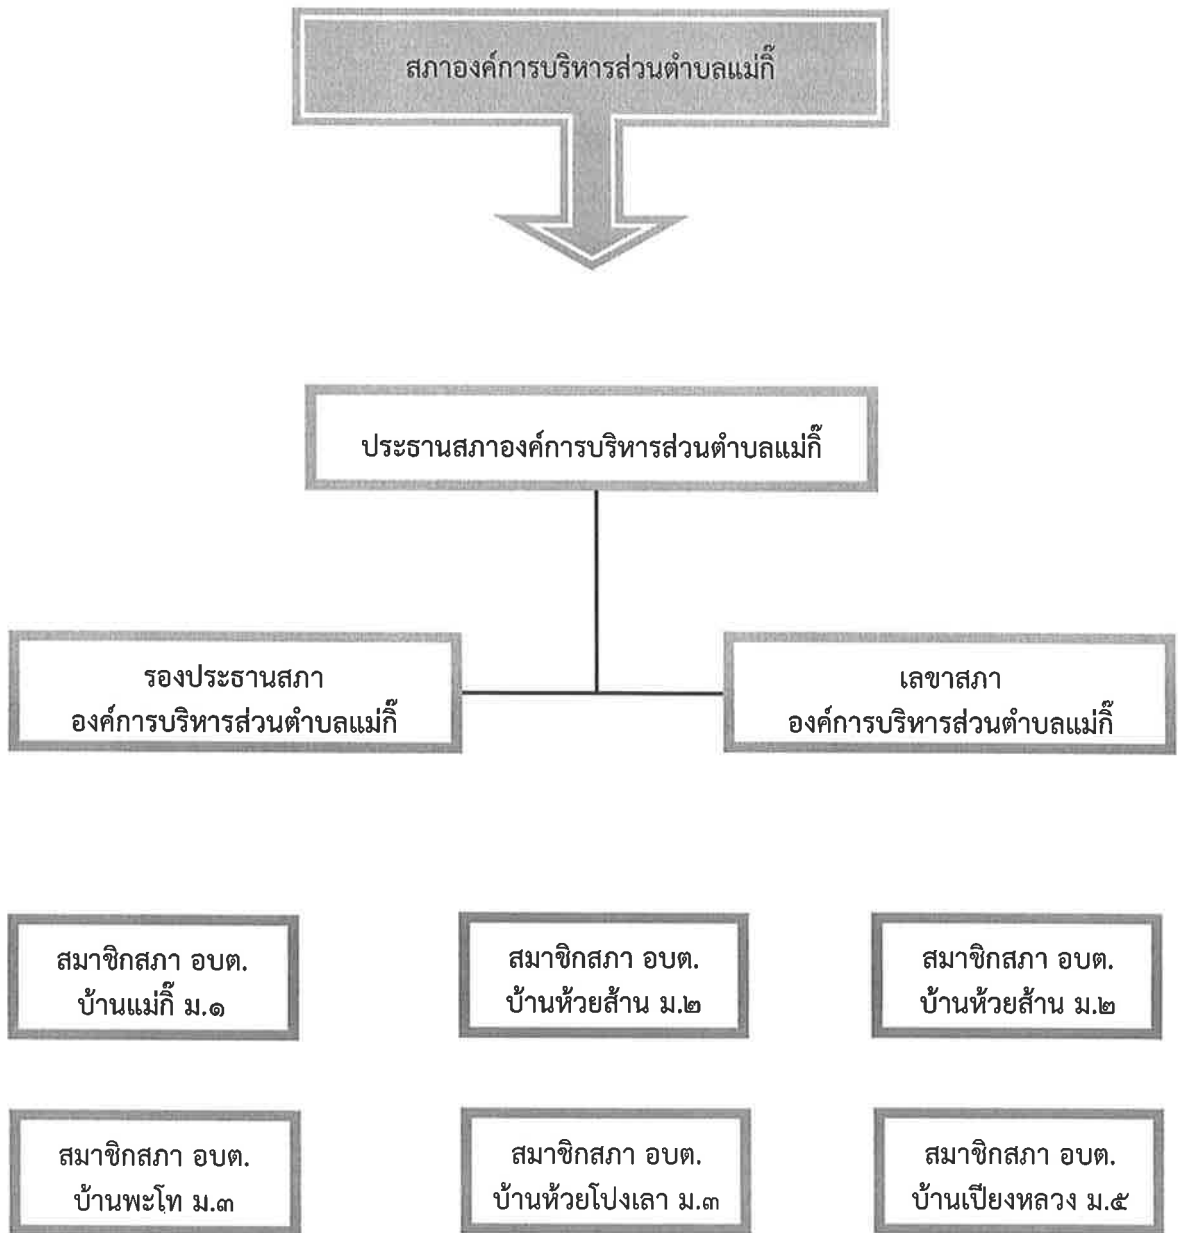 สภาองค์การบริหารส่วนตำบลแม่กิ๊
ประธานสภาองค์การบริหารส่วนตำบลแม่กิ๊
รองประธานสภา
องค์การบริหารส่วนตำบลแม่กิ๊
เลขาสภา
องค์การบริหารส่วนตำบลแม่กิ๊
สมาชิกสภา อบต.
บ้านแม่กิ๊ ม.๑
สมาชิกสภา อบต.
บ้านห้วยส้าน ม.๒
สมาชิกสภา อบต.
บ้านห้วยส้าน ม.๒
สมาชิกสภา อบต.
บ้านพะโท ม.๓
สมาชิกสภา อบต.
บ้านห้วยโปงเลา ม.๓
สมาชิกสภา อบต.
บ้านเปียงหลวง ม.๕